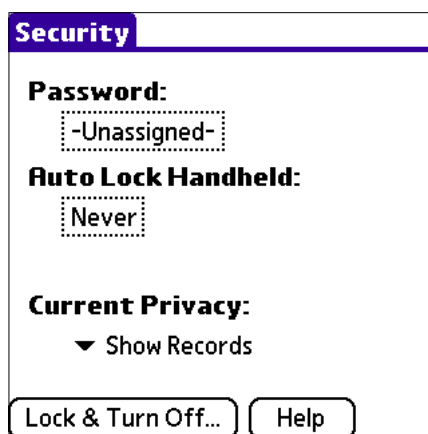 Security
Password:
-Unassigned-
Auto Lock Handheld:
Never
Current Privacy:
Show Records
Lock & Turn Off... Help